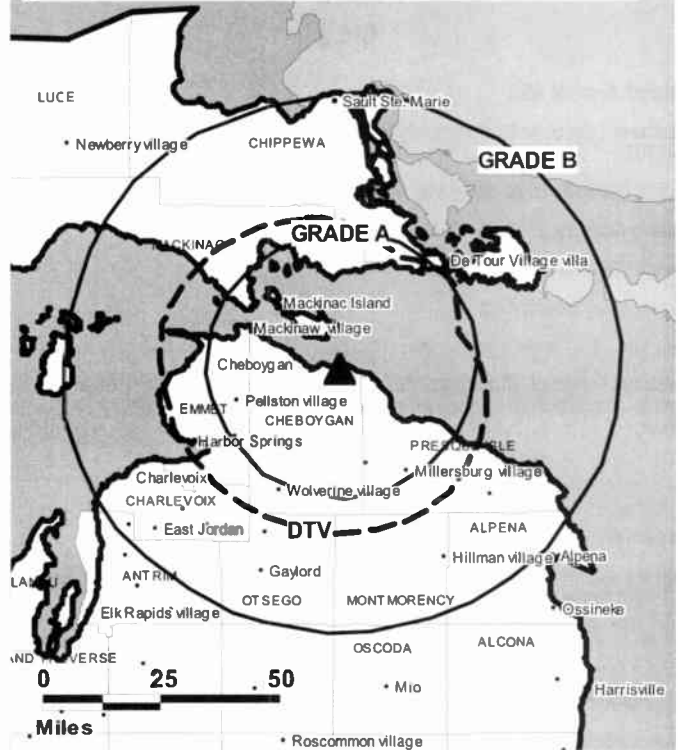 LUCE
Sault Ste. Marie
Newberry village
CHIPPEWA
GRADE B
GRADE A
MACKINAC
De Tour Village villa
Mackinac Island
Mackinaw village
Cheboygan
Pellston village
EMMET
CHEBOYGAN
Harbor Springs
PRESQUE ISLE
Charlevoix
Millersburg village
Wolverine village
CHARLEVOIX
East Jordan
DTV
ALPENA
Hillman village
Alpena
Gaylord
ANTRIM
OTSEGO
MONTMORENCY
Elk Rapids village
Ossineke
OSCODA
ALCONA
AND TRAVERSE
0 25 50
Mio
Harrisville
Miles
Roscommon village